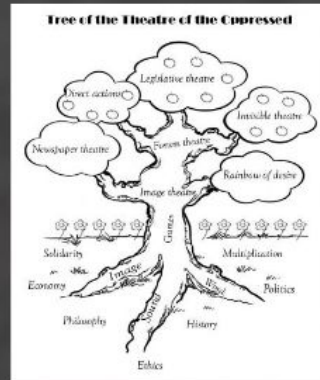 Tree of the Theatre of the Oppressed
Legislative theatre
Direct actions
Invisible theatre
Forum theatre
Newspaper theatre
Rainbow of desire
Image theatre
Games
Solidarity
Multiplication
Image
Word
Economy
Politics
Sound
Philosophy
History
Ethics